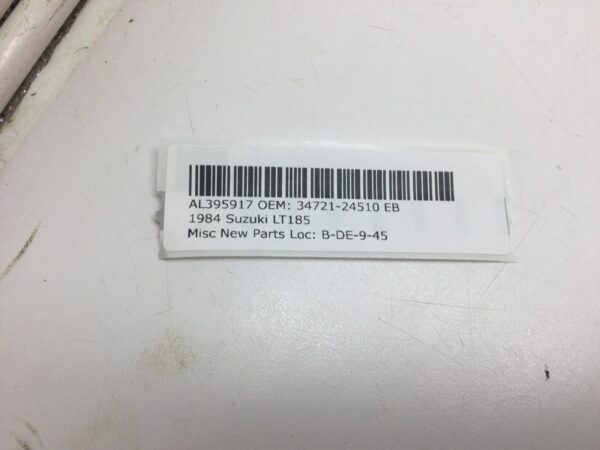 AL395917 OEM: 34721-24510 EB
1984 Suzuki LT185
Misc New Parts Loc: B-DE-9-45